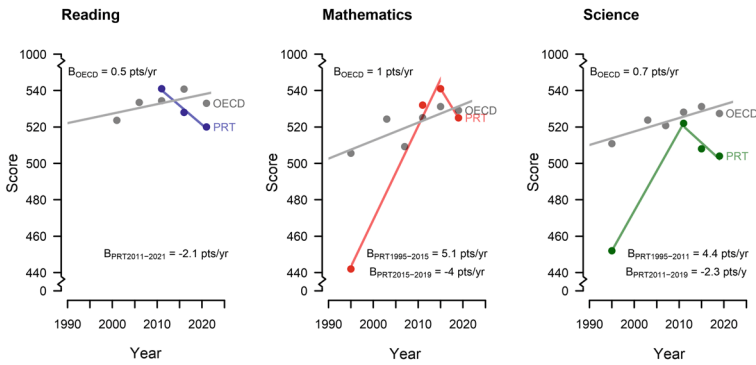 Reading
Score
1000
540
520
500
480
460
440
0
B_OECD = 0.5 pts/yr
OECD
PRT
B_PRT2011−2021 = -2.1 pts/yr
1990
2000
2010
2020
Year
Mathematics
Score
1000
540
520
500
480
460
440
0
B_OECD = 1 pts/yr
OECD
PRT
B_PRT1995−2015 = 5.1 pts/yr
B_PRT2015−2019 = -4 pts/yr
1990
2000
2010
2020
Year
Science
Score
1000
540
520
500
480
460
440
0
B_OECD = 0.7 pts/yr
OECD
PRT
B_PRT1995−2011 = 4.4 pts/yr
B_PRT2011−2019 = -2.3 pts/y
1990
2000
2010
2020
Year